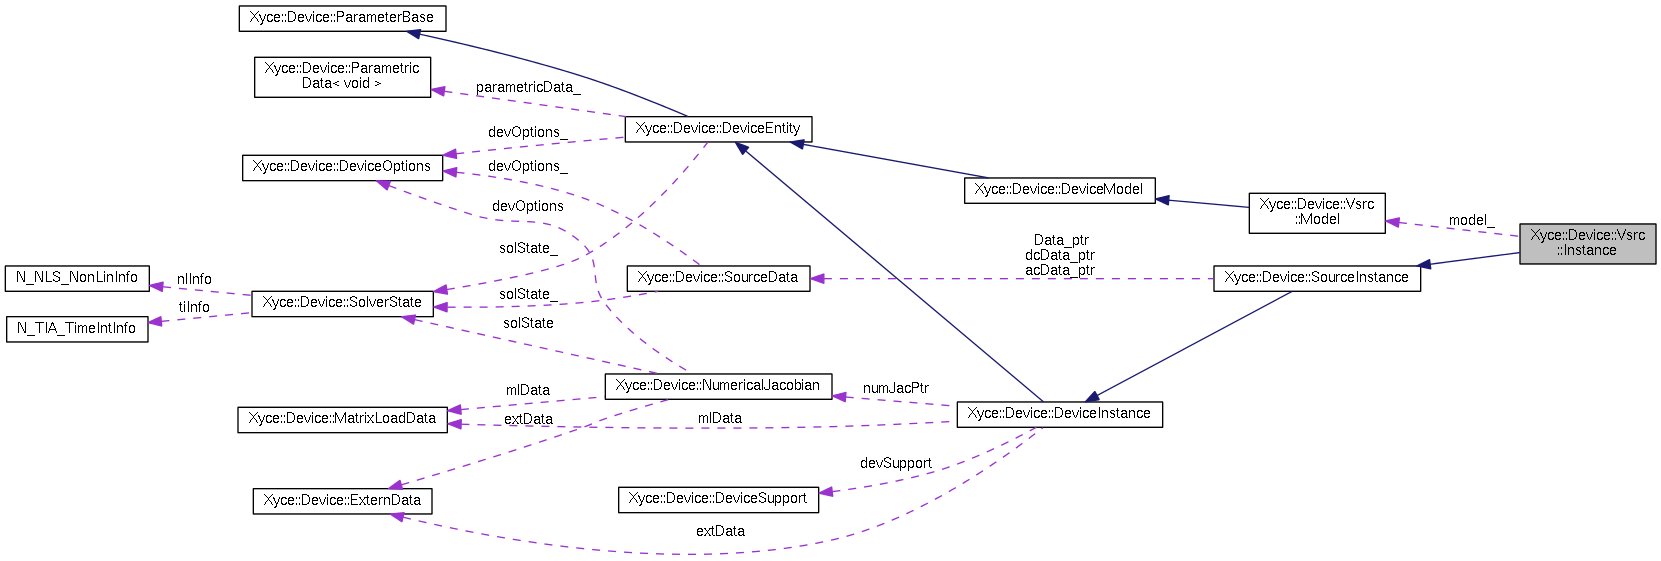 Xyce::Device::ParameterBase
Xyce::Device::Parametric
Data< void >
parametricData_
Xyce::Device::DeviceEntity
devOptions_
Xyce::Device::DeviceOptions
devOptions_
Xyce::Device::DeviceModel
devOptions
Xyce::Device::Vsrc
::Model
model_
Xyce::Device::Vsrc
::Instance
solState_
Data_ptr
dcData_ptr
acData_ptr
N_NLS_NonLinInfo
nlInfo
Xyce::Device::SourceData
Xyce::Device::SourceInstance
Xyce::Device::SolverState
solState_
tiInfo
N_TIA_TimeIntInfo
solState
Xyce::Device::NumericalJacobian
numJacPtr
mlData
Xyce::Device::MatrixLoadData
extData
mlData
Xyce::Device::DeviceInstance
devSupport
Xyce::Device::ExternData
Xyce::Device::DeviceSupport
extData